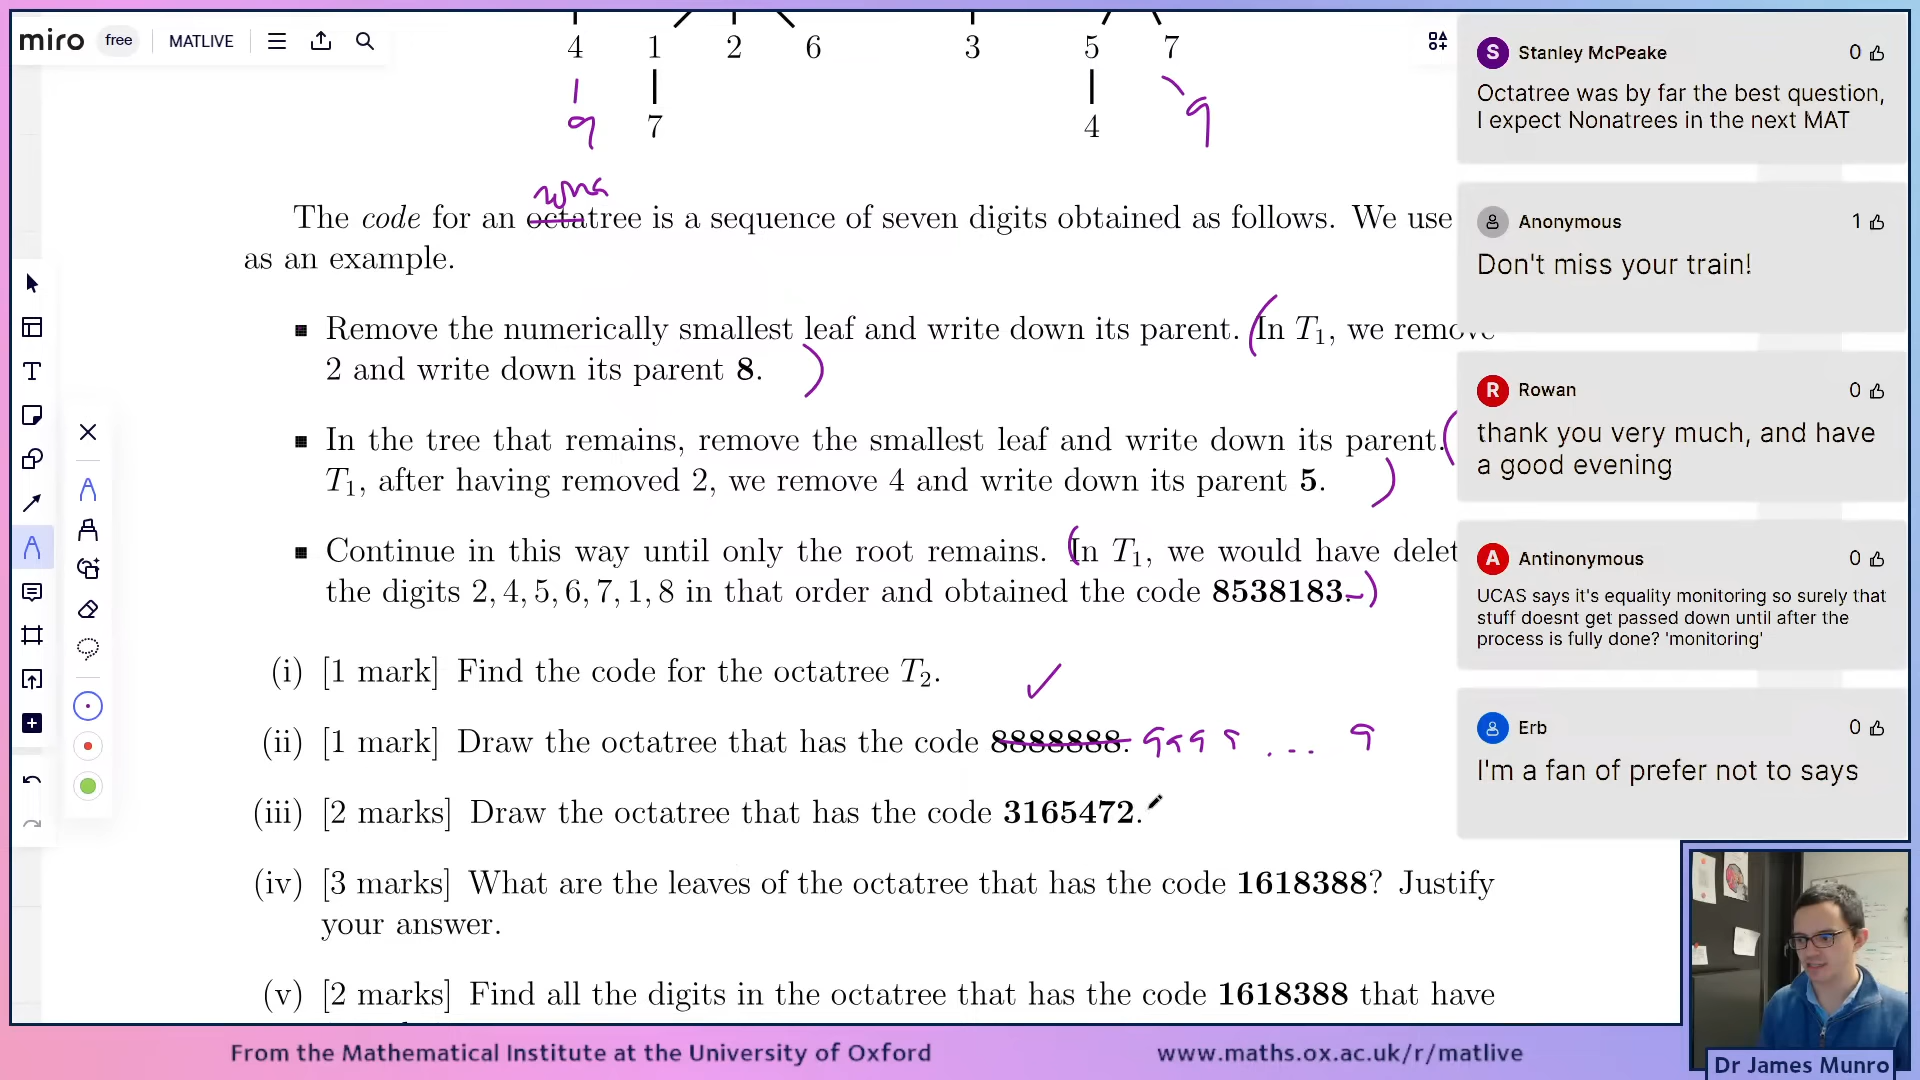 miro free MATLIVE
4 1 2 6 3 5 7
9 7 4 9
nona
The code for an octatree is a sequence of seven digits obtained as follows. We use
as an example.
Remove the numerically smallest leaf and write down its parent. (In T₁, we remove
2 and write down its parent 8. )
In the tree that remains, remove the smallest leaf and write down its parent. (
T₁, after having removed 2, we remove 4 and write down its parent 5. )
Continue in this way until only the root remains. (In T₁, we would have delet
the digits 2, 4, 5, 6, 7, 1, 8 in that order and obtained the code 8538183. )
(i) [1 mark] Find the code for the octatree T₂. ✓
(ii) [1 mark] Draw the octatree that has the code 8888888. 9999 ... 9
(iii) [2 marks] Draw the octatree that has the code 3165472.
(iv) [3 marks] What are the leaves of the octatree that has the code 1618388? Justify
your answer.
(v) [2 marks] Find all the digits in the octatree that has the code 1618388 that have
S Stanley McPeake 0
Octatree was by far the best question,
I expect Nonatrees in the next MAT
Anonymous 1
Don't miss your train!
R Rowan 0
thank you very much, and have
a good evening
A Antinonymous 0
UCAS says it's equality monitoring so surely that
stuff doesnt get passed down until after the
process is fully done? 'monitoring'
Erb 0
I'm a fan of prefer not to says
From the Mathematical Institute at the University of Oxford
www.maths.ox.ac.uk/r/matlive
Dr James Munro